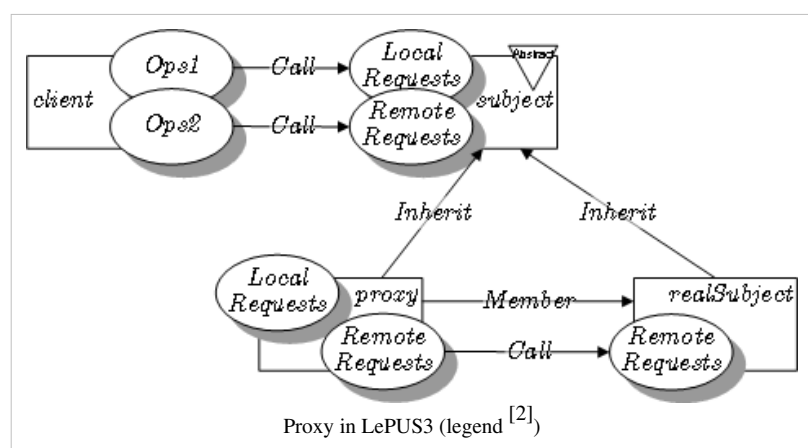 Ops1
Call
Local
Requests
Abstract
client
subject
Ops2
Call
Remote
Requests
Inherit
Inherit
Local
Requests
proxy
Member
realSubject
Remote
Requests
Call
Remote
Requests
Proxy in LePUS3 (legend [2])